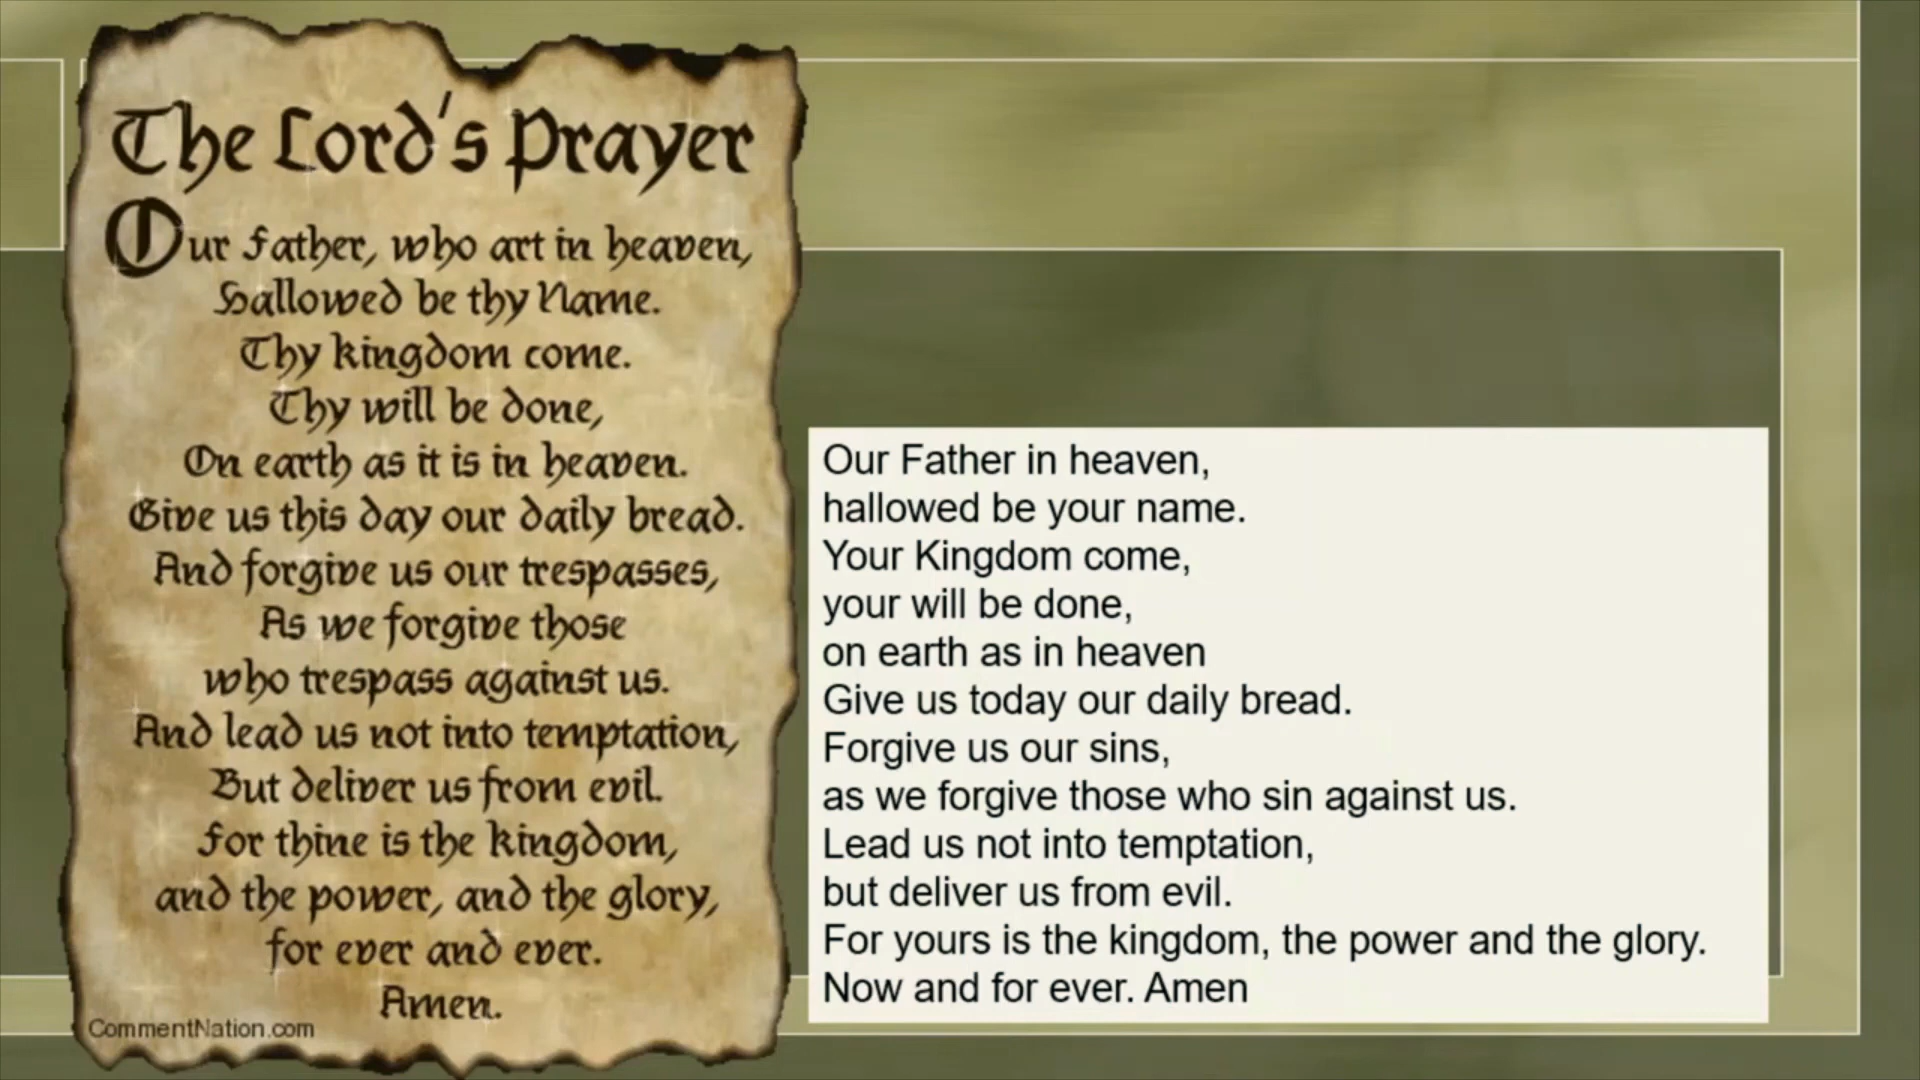 The Lord's Prayer
Our Father, who art in heaven,
Hallowed be thy Name.
Thy kingdom come.
Thy will be done,
On earth as it is in heaven.
Give us this day our daily bread.
And forgive us our trespasses,
As we forgive those
who trespass against us.
And lead us not into temptation,
But deliver us from evil.
For thine is the kingdom,
and the power, and the glory,
for ever and ever.
Amen.
CommentNation.com
Our Father in heaven,
hallowed be your name.
Your Kingdom come,
your will be done,
on earth as in heaven
Give us today our daily bread.
Forgive us our sins,
as we forgive those who sin against us.
Lead us not into temptation,
but deliver us from evil.
For yours is the kingdom, the power and the glory.
Now and for ever. Amen